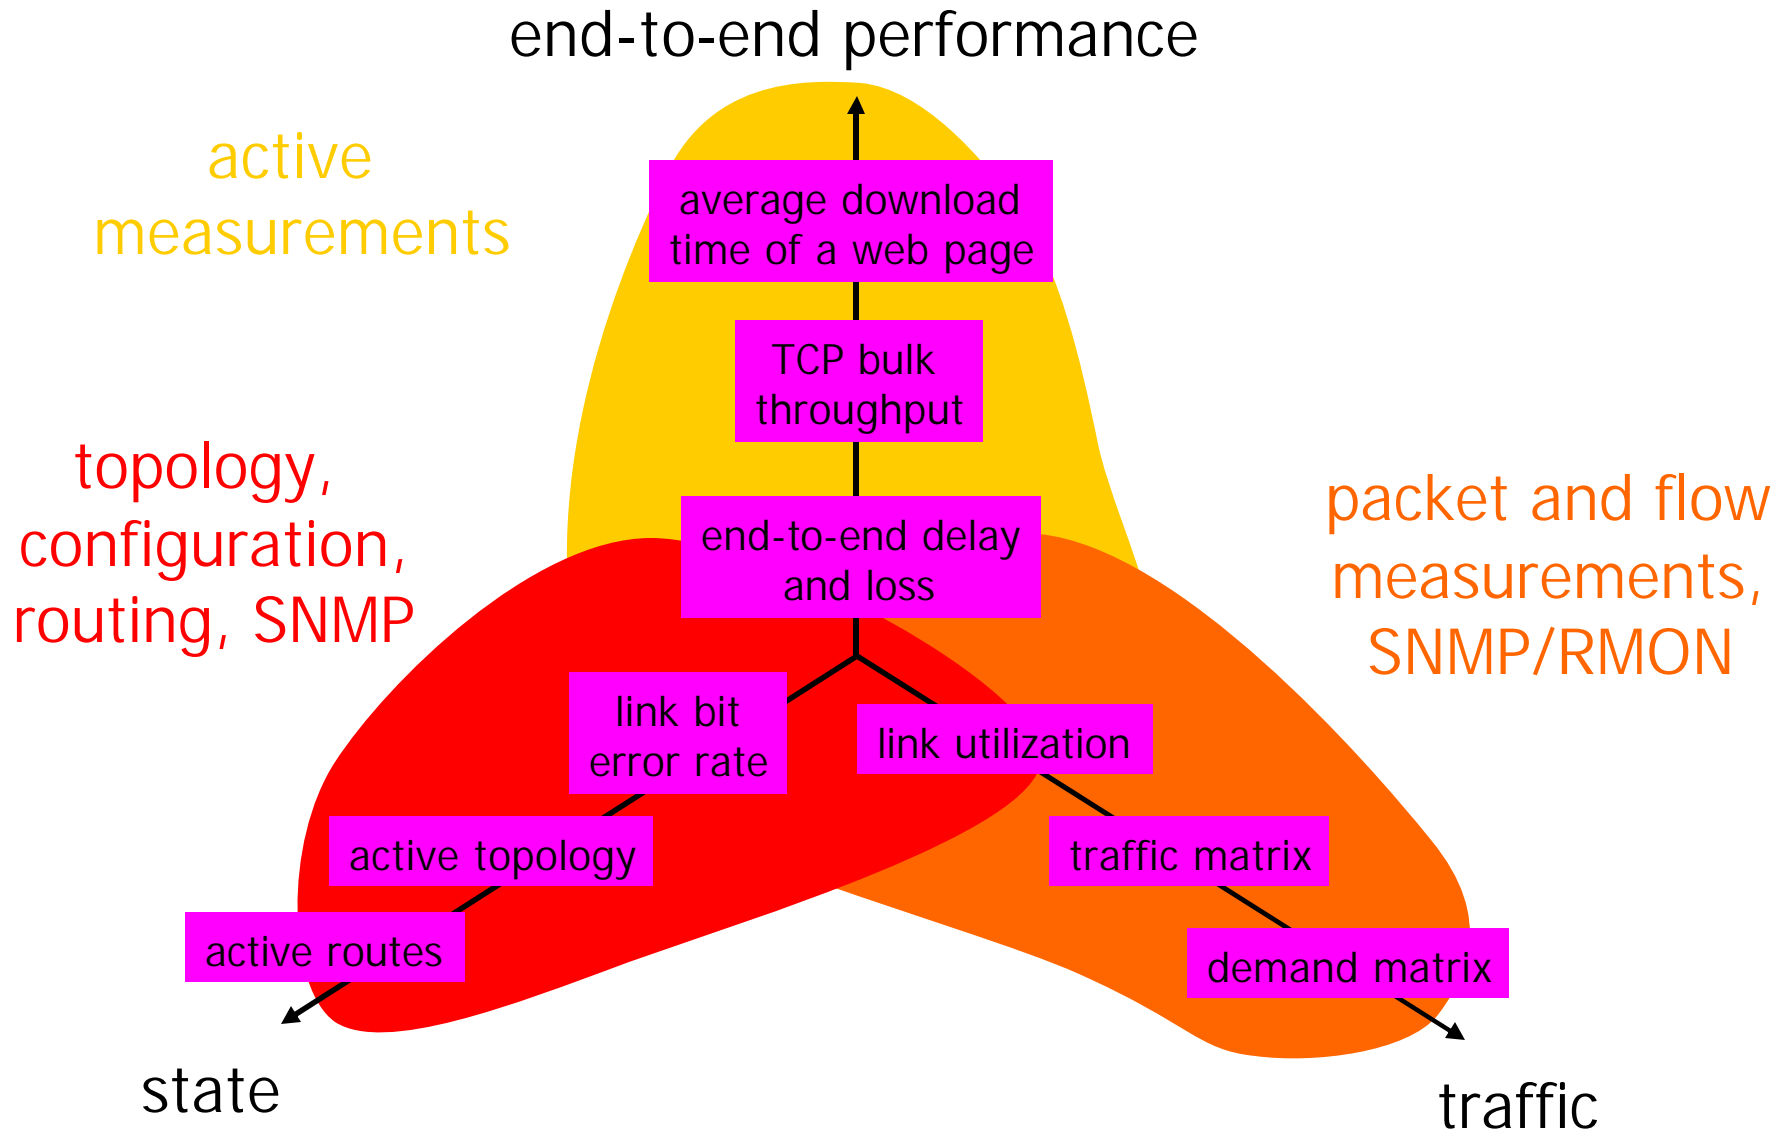 end-to-end performance
active
measurements
average download
time of a web page
TCP bulk
throughput
topology,
configuration,
routing, SNMP
packet and flow
measurements,
SNMP/RMON
end-to-end delay
and loss
link bit
error rate
link utilization
active topology
traffic matrix
active routes
demand matrix
state
traffic